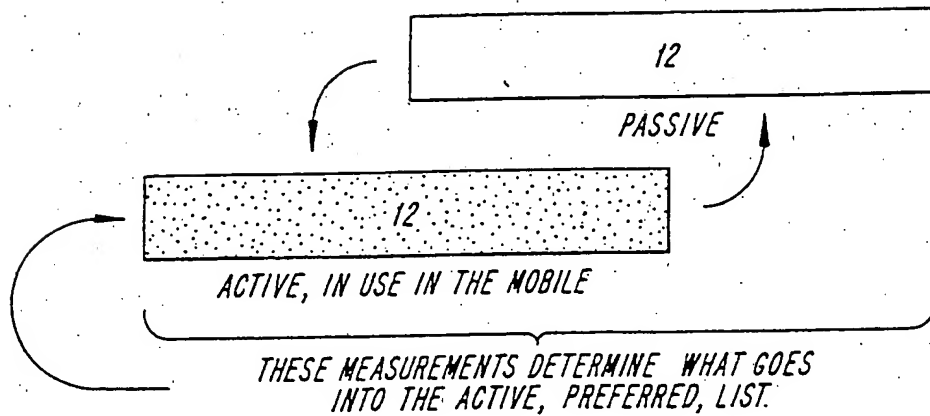 12
PASSIVE
12
ACTIVE, IN USE IN THE MOBILE
THESE MEASUREMENTS DETERMINE WHAT GOES
INTO THE ACTIVE, PREFERRED, LIST.